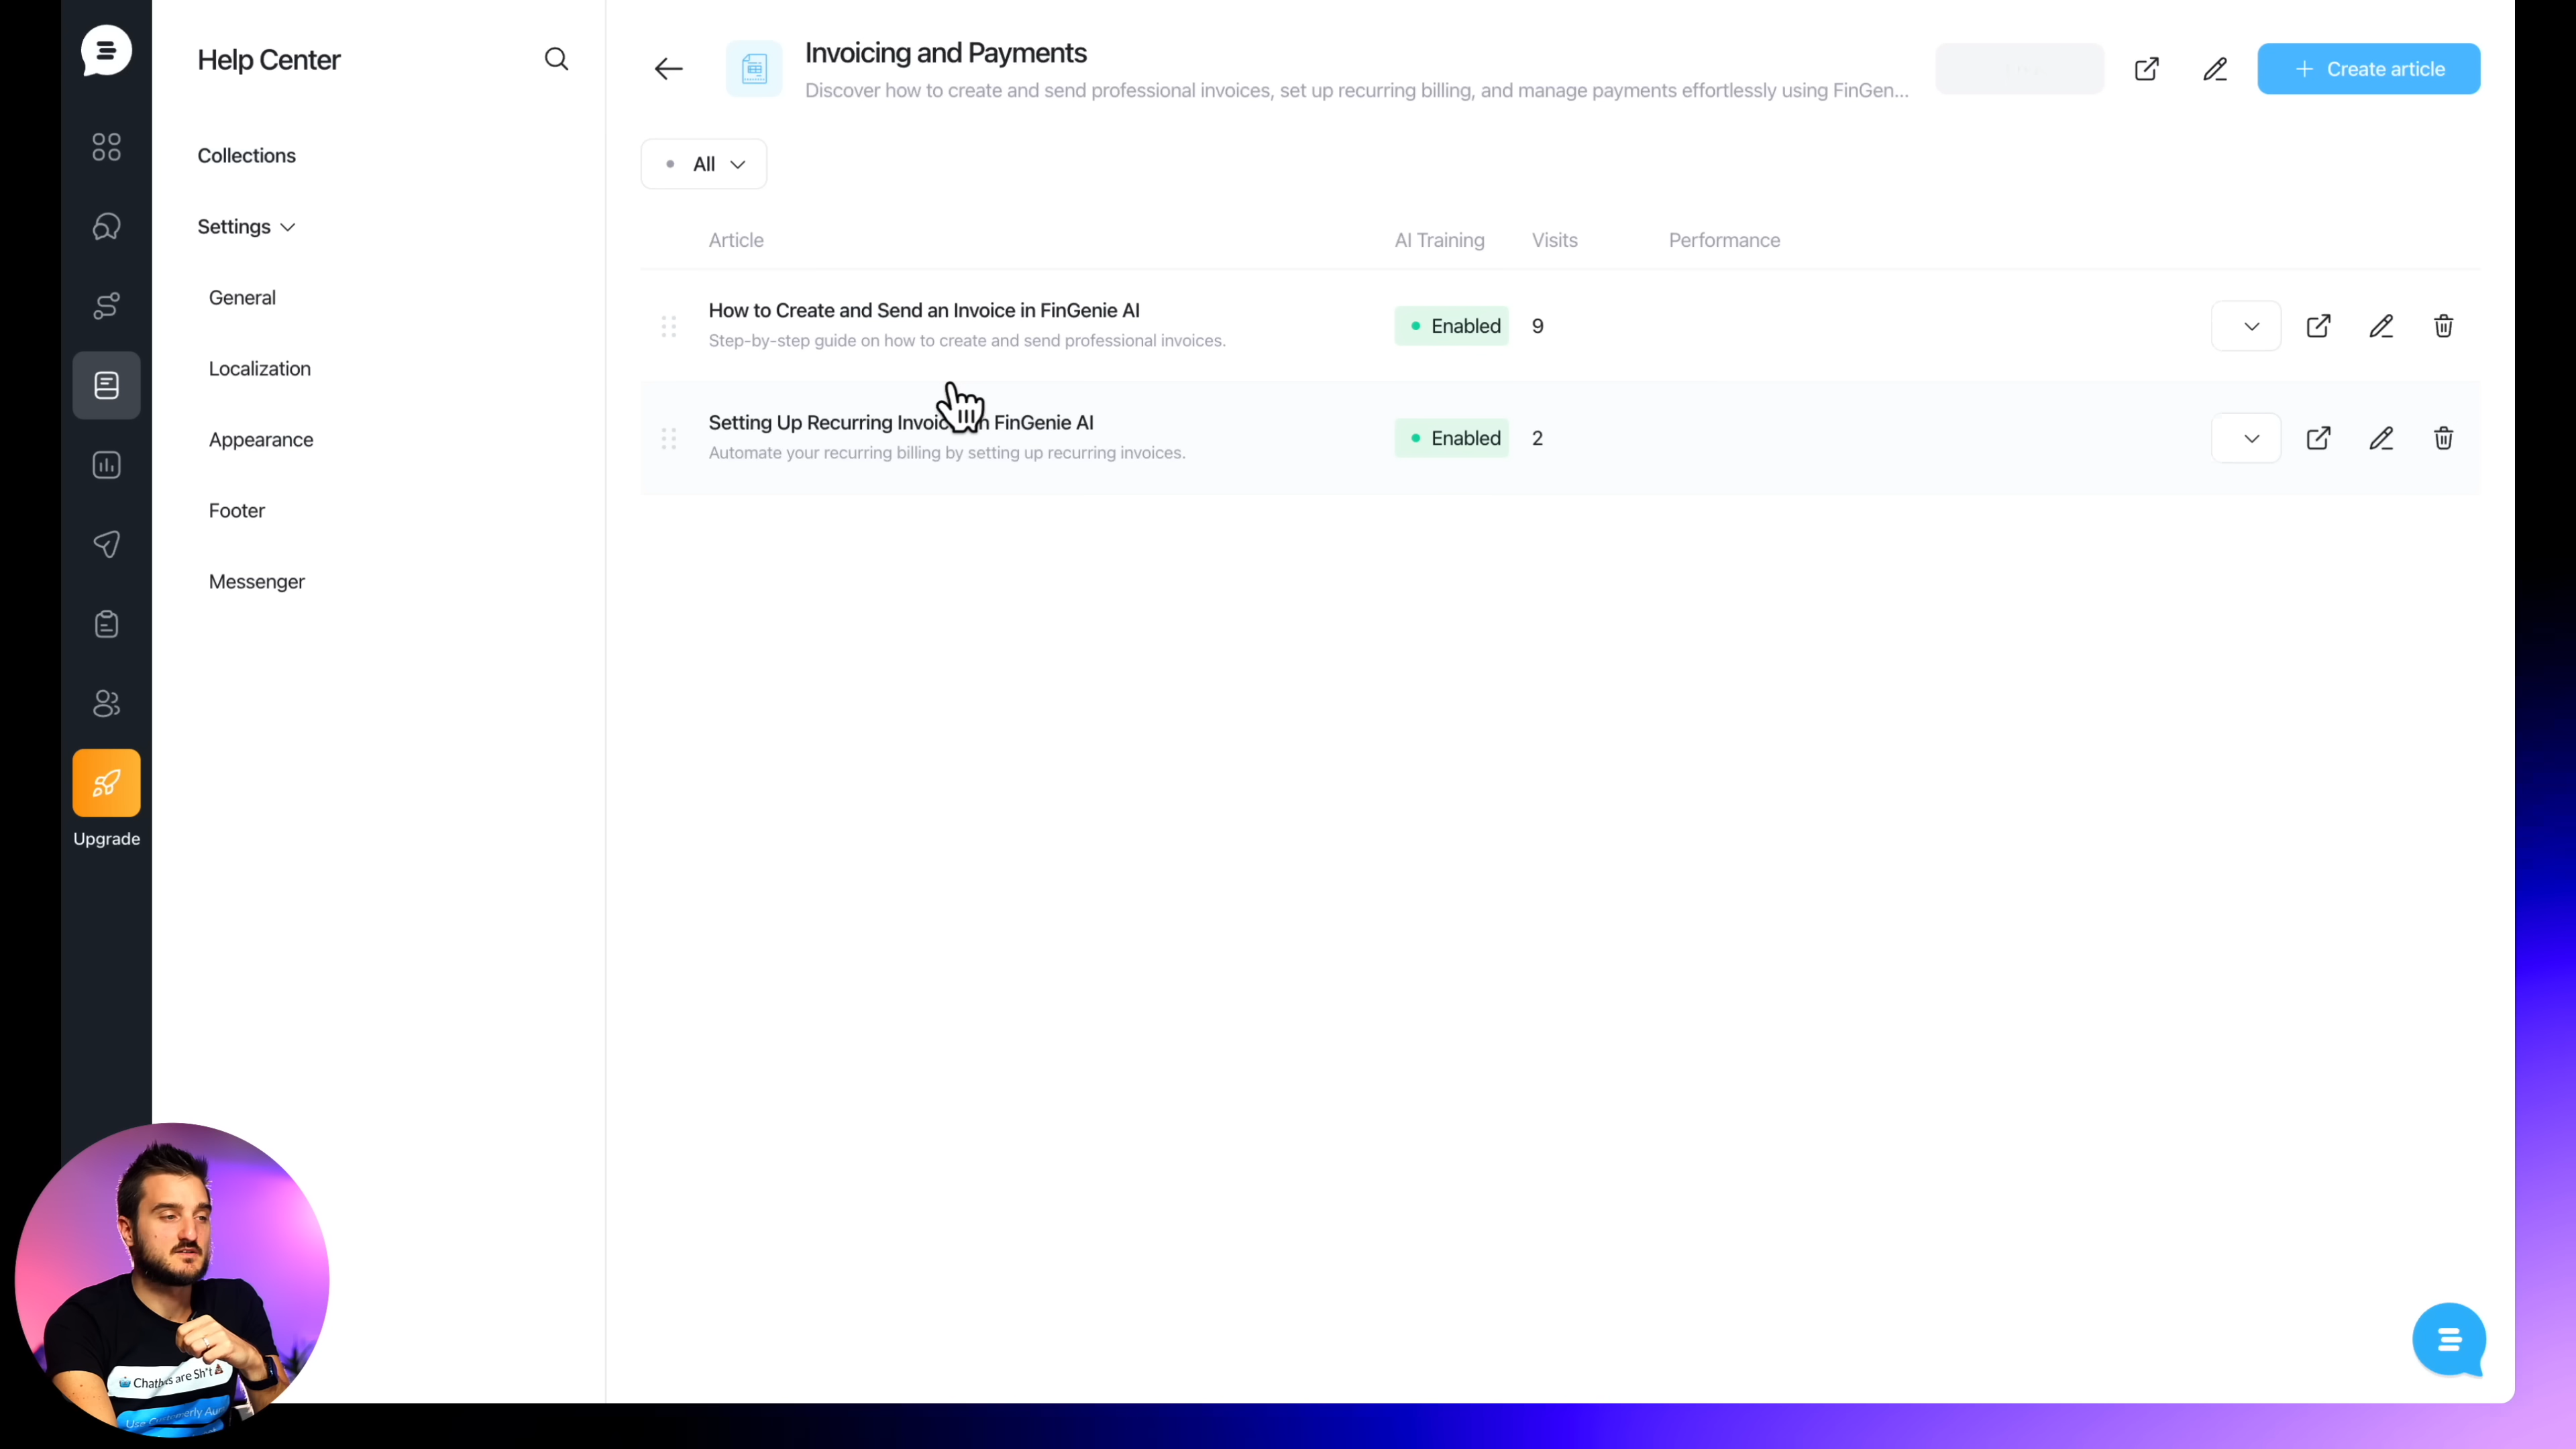 Help Center
Collections
Settings
General
Localization
Appearance
Footer
Messenger
Upgrade
Invoicing and Payments
Discover how to create and send professional invoices, set up recurring billing, and manage payments effortlessly using FinGen...
+ Create article
All
Article AI Training Visits Performance
How to Create and Send an Invoice in FinGenie AI
Step-by-step guide on how to create and send professional invoices.
Enabled 9
Setting Up Recurring FinGenie AI
Automate your recurring billing by setting up recurring invoices.
Enabled 2
are Sh*t💩
Use